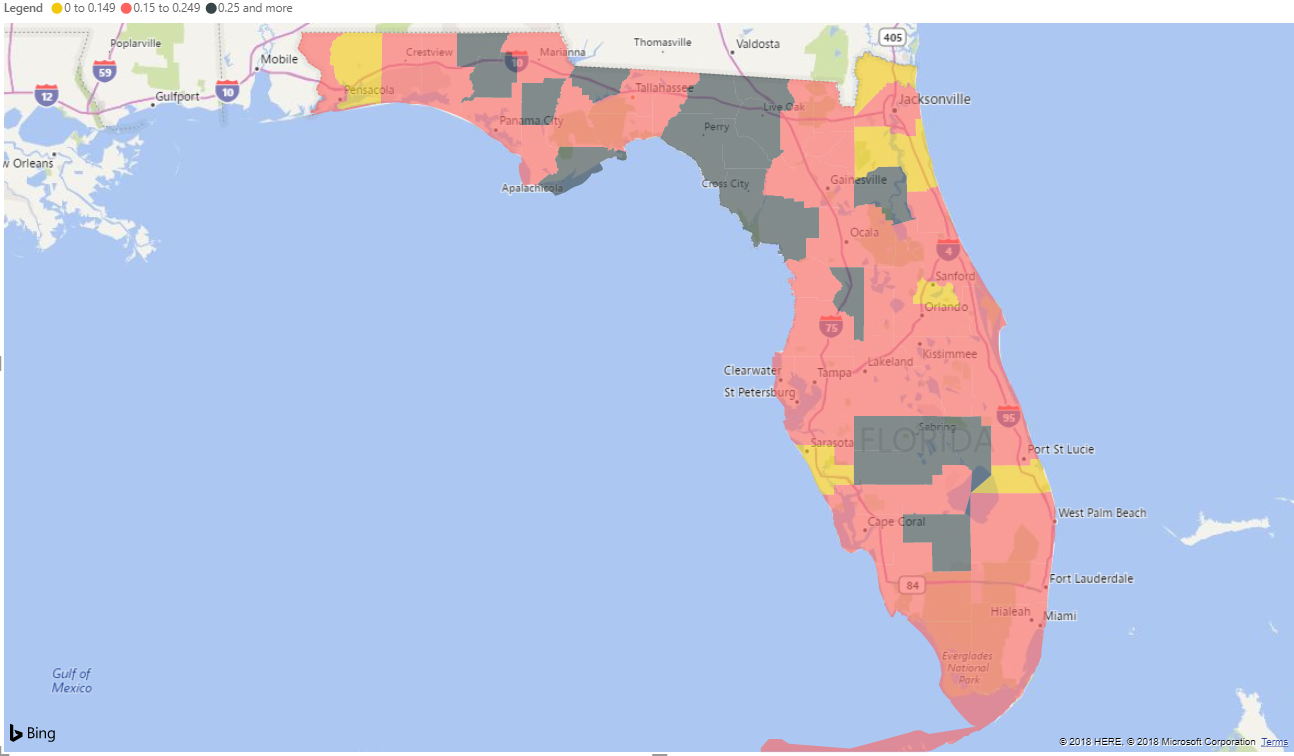 Legend 0 to 0.149 0.15 to 0.249 0.25 and more
405
Poplarville
Thomasville
Valdosta
Mobile
Crestview
Marianna
59
10
12
10
Gulfport
Pensacola
Tallahassee
Jacksonville
Live Oak
Panama City
Perry
w Orleans
Cross City
Gainesville
Apalachicola
Ocala
4
Sanford
Orlando
75
Kissimmee
Clearwater
Tampa
Lakeland
St Petersburg
95
Sebring
FLORIDA
Sarasota
Port St Lucie
Cape Coral
West Palm Beach
84
Fort Lauderdale
Hialeah
Miami
Everglades
National
Park
Gulf of
Mexico
Bing
© 2018 HERE, © 2018 Microsoft Corporation Terms